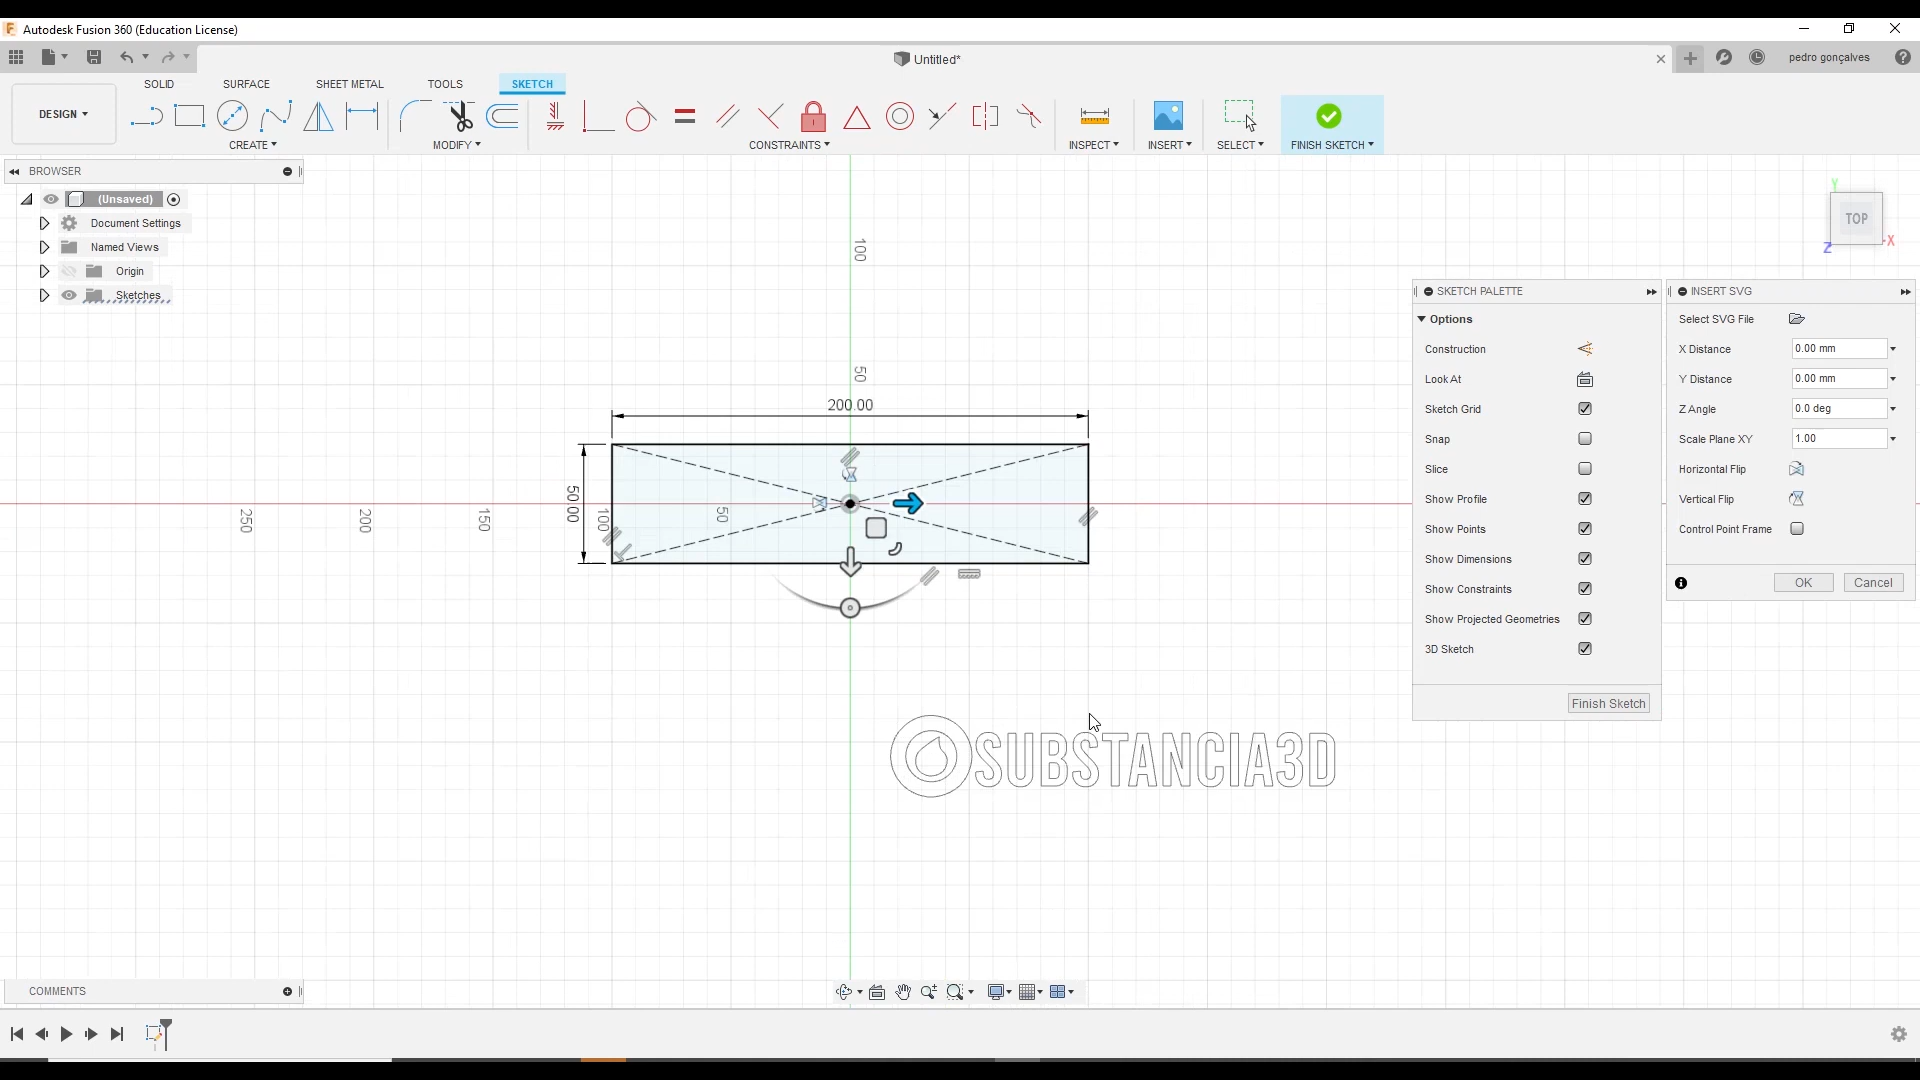 Autodesk Fusion 360 (Education License)
Untitled*
pedro gonçalves
SOLID SURFACE SHEET METAL TOOLS SKETCH
DESIGN
CREATE MODIFY CONSTRAINTS INSPECT INSERT SELECT FINISH SKETCH
BROWSER
(Unsaved)
Document Settings
Named Views
Origin
Sketches
100
50
200.00
50.00
250
200
150
100
50
SUBSTANCIA3D
Y
TOP
X
Z
SKETCH PALETTE
Options
Construction
Look At
Sketch Grid
Snap
Slice
Show Profile
Show Points
Show Dimensions
Show Constraints
Show Projected Geometries
3D Sketch
Finish Sketch
INSERT SVG
Select SVG File
X Distance 0.00 mm
Y Distance 0.00 mm
Z Angle 0.0 deg
Scale Plane XY 1.00
Horizontal Flip
Vertical Flip
Control Point Frame
OK Cancel
COMMENTS